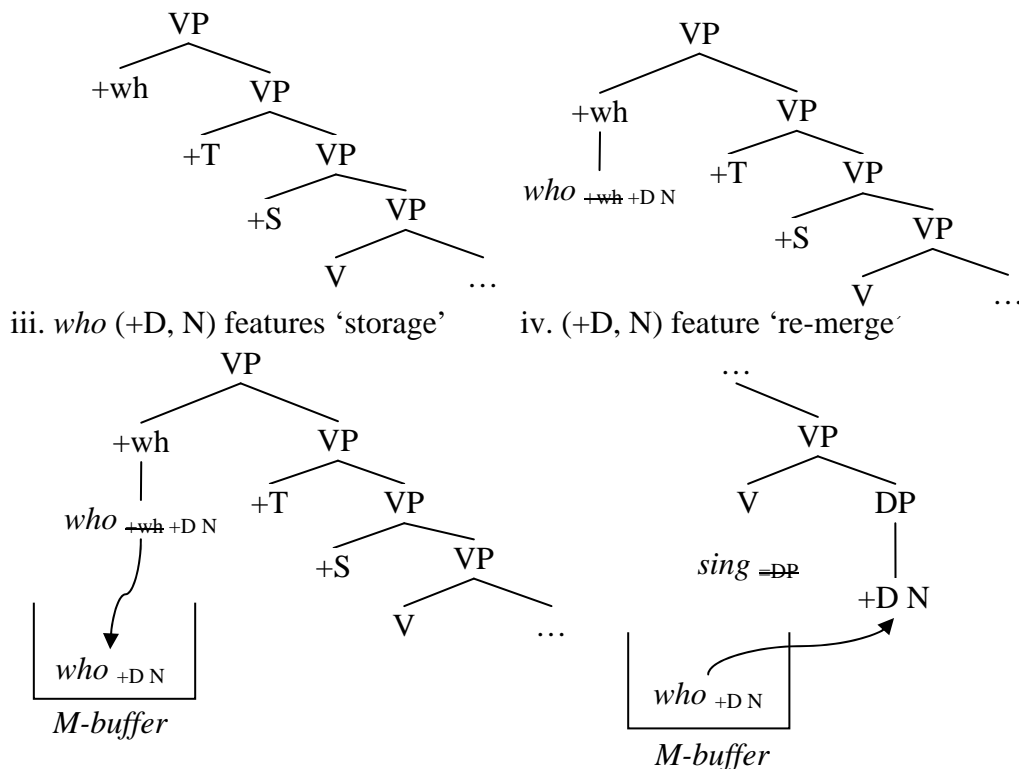 VP
+wh VP
+T VP
+S VP
V …
VP
+wh VP
who +wh +D N +T VP
+S VP
V …
iii. who (+D, N) features ‘storage’ iv. (+D, N) feature ‘re-merge’
VP
+wh VP
who +wh +D N +T VP
+S VP
V …
who +D N
M-buffer
…
VP
V DP
sing =DP +D N
who +D N
M-buffer